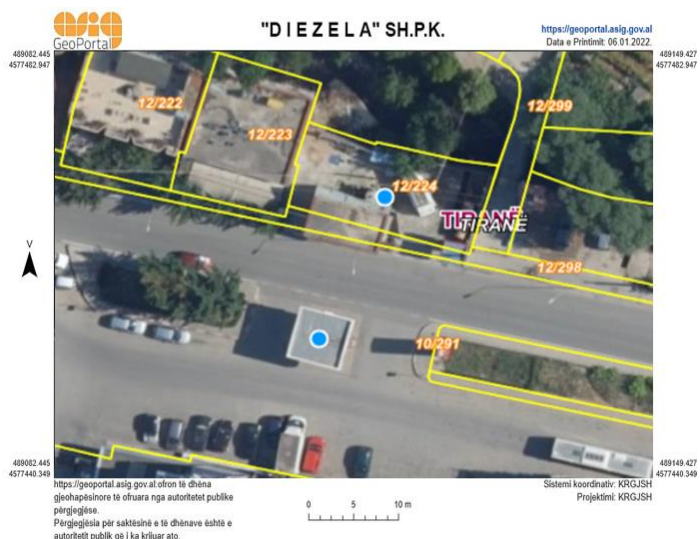 GeoPortal
"D I E Z E L A" SH.P.K.
https://geoportal.asig.gov.al
Data e Printimit: 06.01.2022.
489082.445
4577482.947
489149.427
4577482.947
12/222
12/223
12/299
12/224
TIRANË
TIRANË
V
12/298
10/291
489082.445
4577440.349
489149.427
4577440.349
https://geoportal.asig.gov.al:ofron të dhëna
gjeohapësinore të ofruara nga autoritetet publike
përgjegjëse.
Përgjegjësia për saktësinë e të dhënave është e
autoritetit publik që i ka krijuar ato.
0 5 10 m
Sistemi koordinativ: KRGJSH
Projektimi: KRGJSH